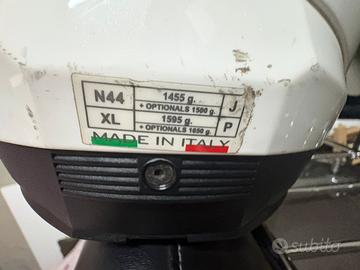 N44 1455 g. J
+ OPTIONALS 1500 g.
XL 1595 g. P
+ OPTIONALS 1650 g.
MADE IN ITALY
subito